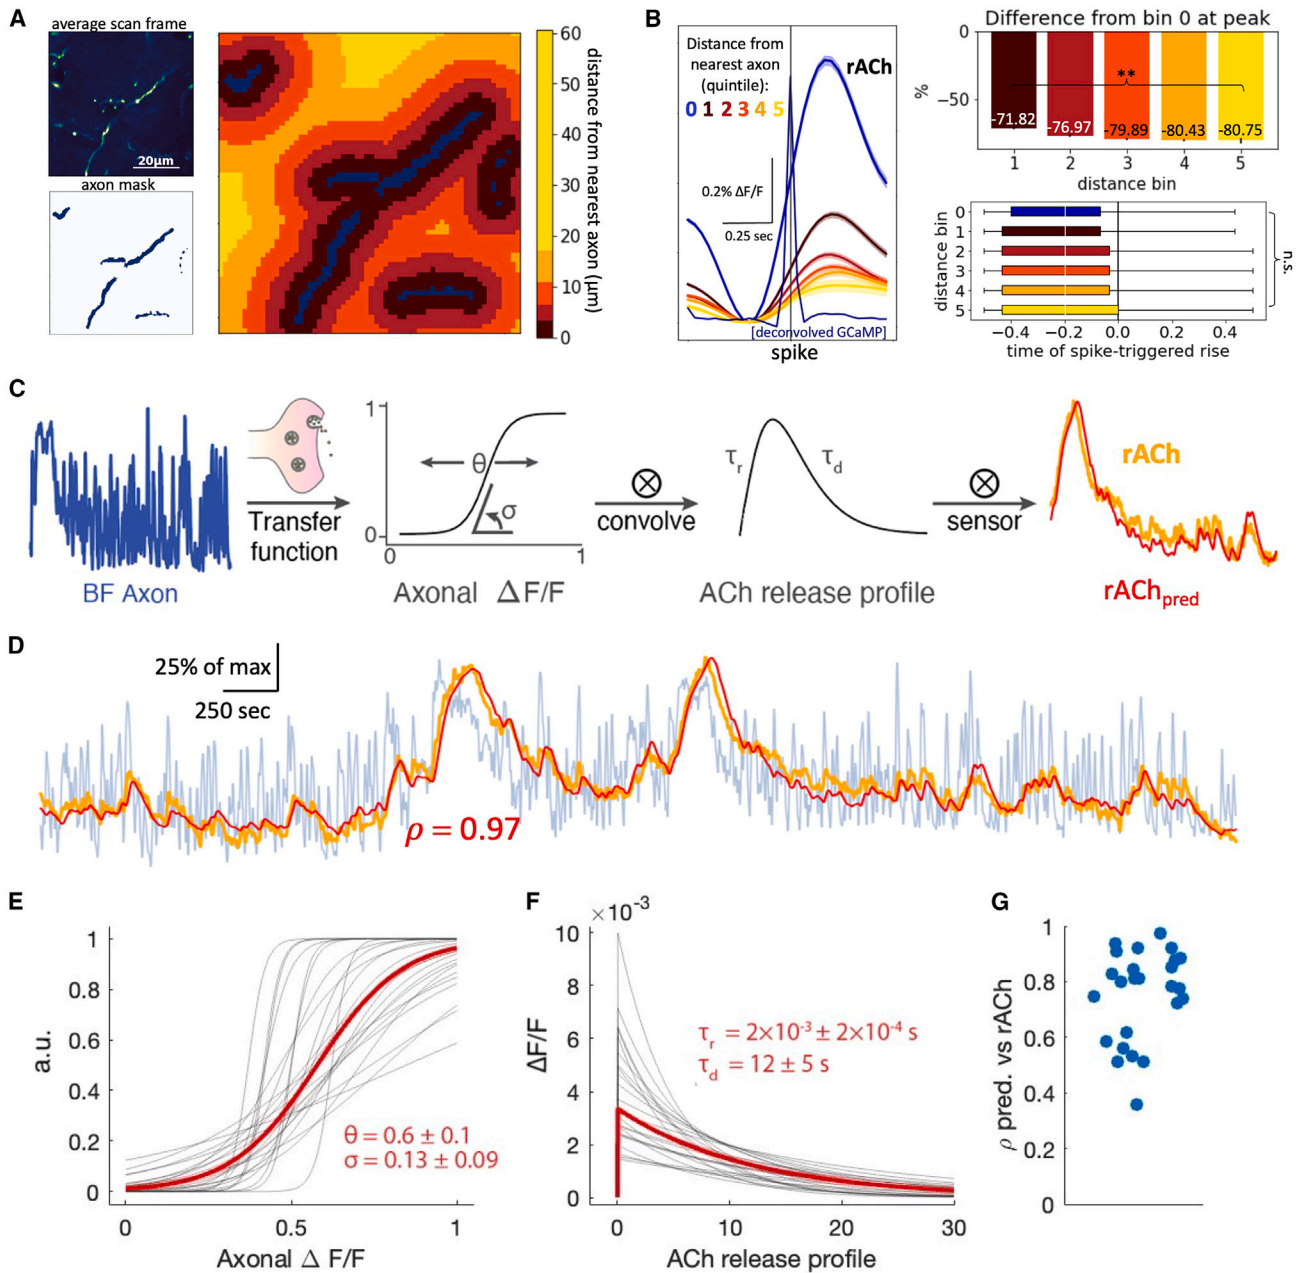 A
average scan frame
20μm
axon mask
60
50
40
30
20
10
0
distance from nearest axon (μm)
B
Distance from
nearest axon
(quintile):
0 1 2 3 4 5
rACh
0.2% ΔF/F
0.25 sec
[deconvolved GCaMP]
spike
Difference from bin 0 at peak
0
−50
%
**
-71.82
-76.97
-79.89
-80.43
-80.75
1 2 3 4 5
distance bin
distance bin
0
1
2
3
4
5
n.s.
−0.4 −0.2 0.0 0.2 0.4
time of spike-triggered rise
C
BF Axon
Transfer
function
1
0
θ
σ
0 1
Axonal ΔF/F
⊗
convolve
τr τd
ACh release profile
⊗
sensor
rACh
rAChpred
D
25% of max
250 sec
ρ = 0.97
E
a.u.
1
0.8
0.6
0.4
0.2
0
θ = 0.6 ± 0.1
σ = 0.13 ± 0.09
0 0.5 1
Axonal Δ F/F
F
×10⁻³
ΔF/F
10
8
6
4
2
0
τr = 2×10⁻³ ± 2×10⁻⁴ s
τd = 12 ± 5 s
0 10 20 30
ACh release profile
G
ρ pred. vs rACh
1
0.8
0.6
0.4
0.2
0